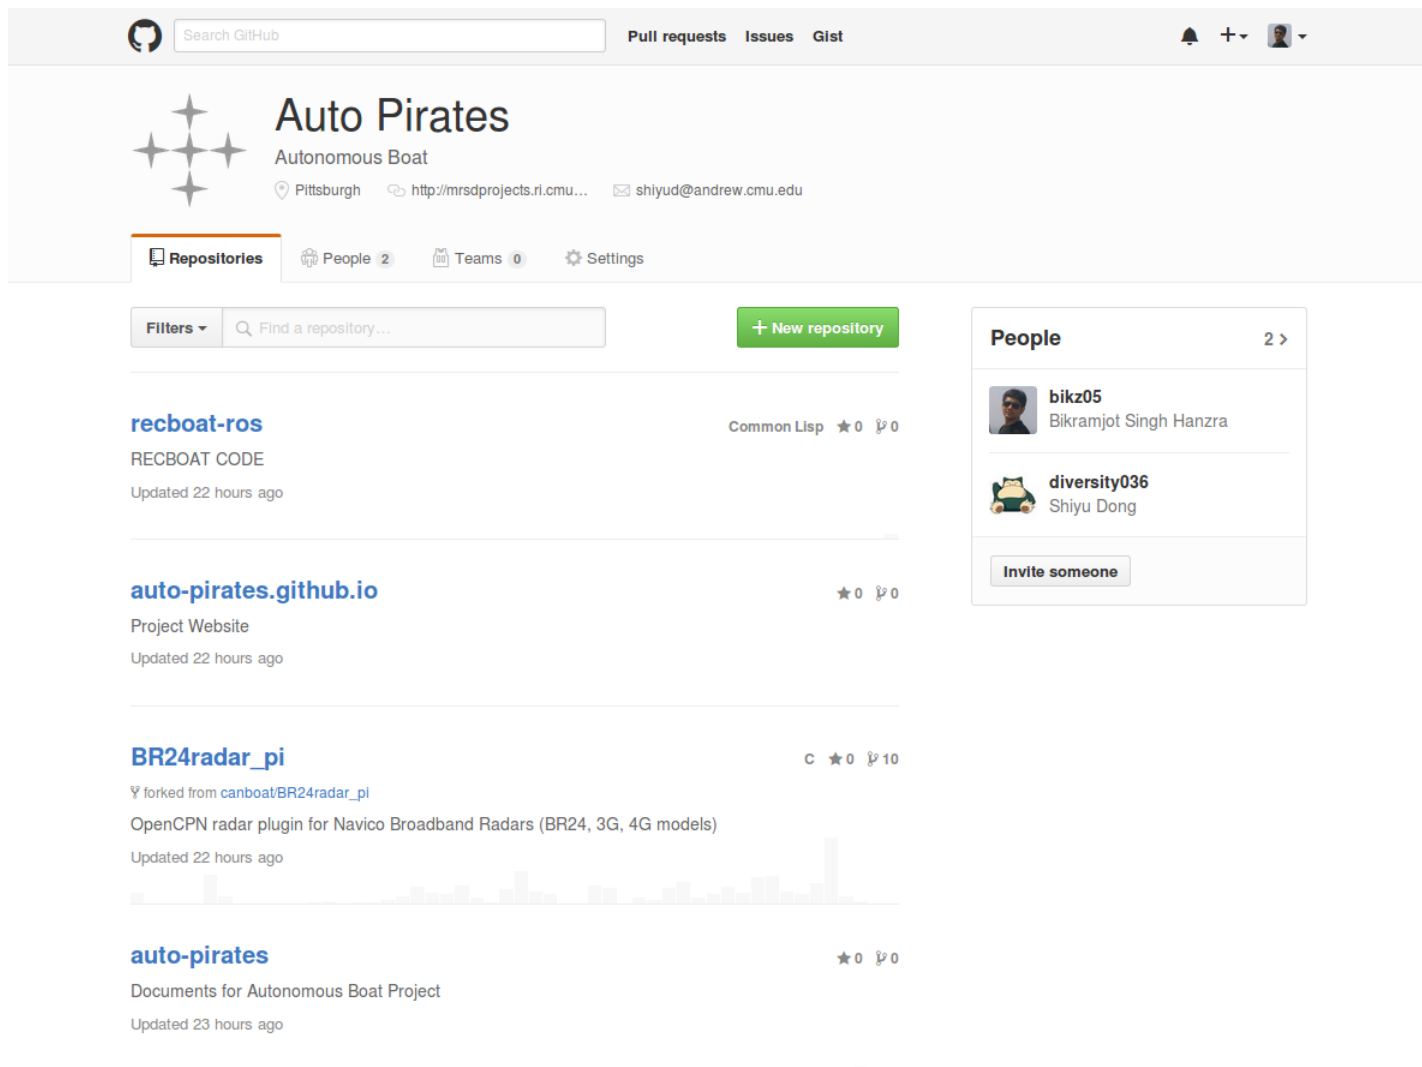 Search GitHub
Pull requests Issues Gist
Auto Pirates
Autonomous Boat
Pittsburgh http://mrsdprojects.ri.cmu... shiyud@andrew.cmu.edu
Repositories People 2 Teams 0 Settings
Filters Find a repository... New repository
recboat-ros
Common Lisp 0 0
RECBOAT CODE
Updated 22 hours ago
auto-pirates.github.io
0 0
Project Website
Updated 22 hours ago
BR24radar_pi
C 0 10
forked from canboat/BR24radar_pi
OpenCPN radar plugin for Navico Broadband Radars (BR24, 3G, 4G models)
Updated 22 hours ago
auto-pirates
0 0
Documents for Autonomous Boat Project
Updated 23 hours ago
People 2
bikz05
Bikramjot Singh Hanzra
diversity036
Shiyu Dong
Invite someone